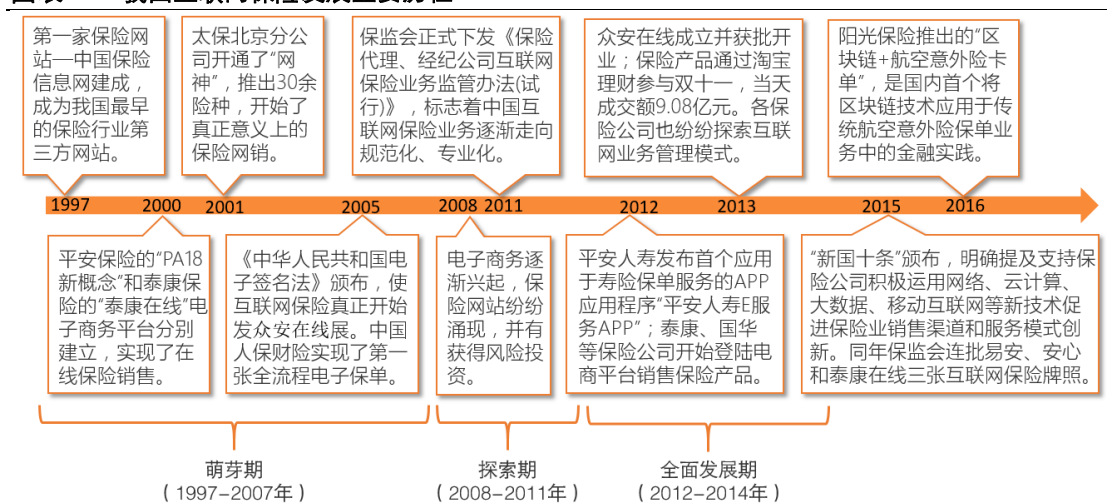 第一家保险网
站—中国保险
信息网建成，
成为我国最早
的保险行业第
三方网站。
太保北京分公
司开通了“网
神”，推出30余
险种，开始了
真正意义上的
保险网销。
保监会正式下发《保险
代理、经纪公司互联网
保险业务监管办法(试
行)》，标志着中国互
联网保险业务逐渐走向
规范化、专业化。
众安在线成立并获批开
业；保险产品通过淘宝
理财参与双十一，当天
成交额9.08亿元。各保
险公司也纷纷探索互联
网业务管理模式。
阳光保险推出的“区
块链+航空意外险卡
单”，是国内首个将
区块链技术应用于传
统航空意外险保单业
务中的金融实践。
1997 2000 2001 2005 2008 2011 2012 2013 2015 2016
平安保险的“PA18
新概念”和泰康保
险的“泰康在线”电
子商务平台分别
建立，实现了在
线保险销售。
《中华人民共和国电
子签名法》颁布，使
互联网保险真正开始
发众安在线展。中国
人保财险实现了第一
张全流程电子保单。
电子商务逐
渐兴起，保
险网站纷纷
涌现，并有
获得风险投
资。
平安人寿发布首个应用
于寿险保单服务的APP
应用程序“平安人寿E服
务APP”；泰康、国华
等保险公司开始登陆电
商平台销售保险产品。
“新国十条”颁布，明确提及支持保
险公司积极运用网络、云计算、
大数据、移动互联网等新技术促
进保险业销售渠道和服务模式创
新。同年保监会连批易安、安心
和泰康在线三张互联网保险牌照。
萌芽期
（1997-2007年）
探索期
（2008-2011年）
全面发展期
（2012-2014年）